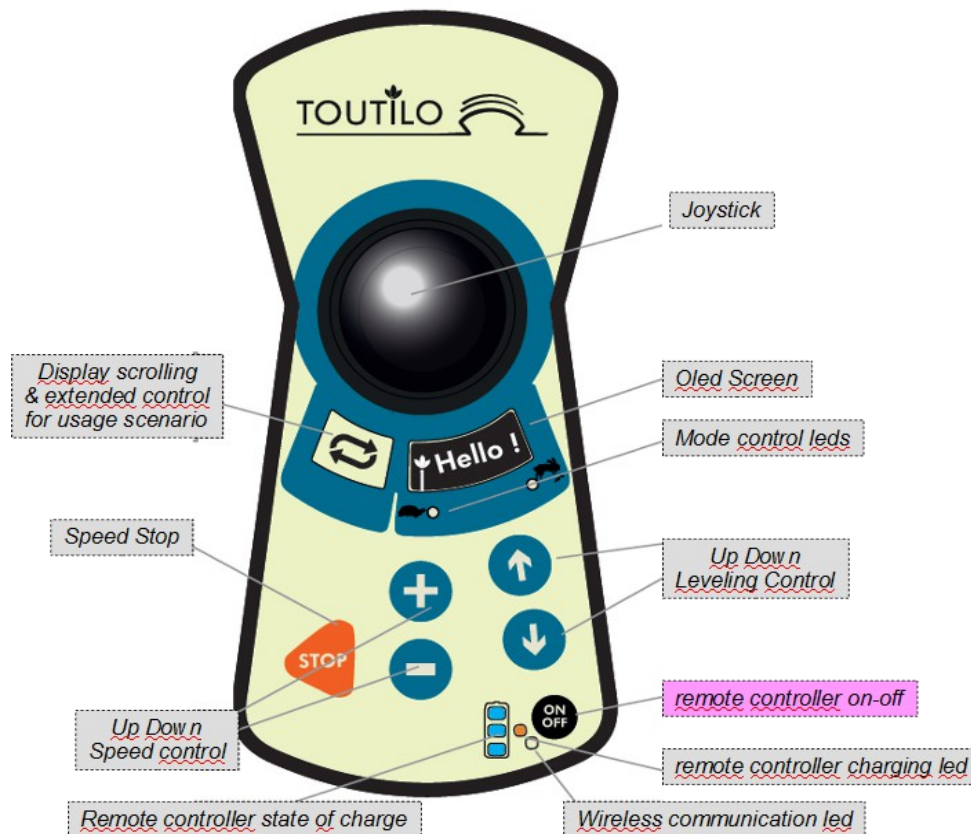 TOUTILO
Joystick
Display scrolling
& extended control
for usage scenario
Oled Screen
Hello !
Mode control leds
Speed Stop
Up Down
Leveling Control
STOP
remote controller on-off
ON
OFF
Up Down
Speed control
remote controller charging led
Remote controller state of charge
Wireless communication led